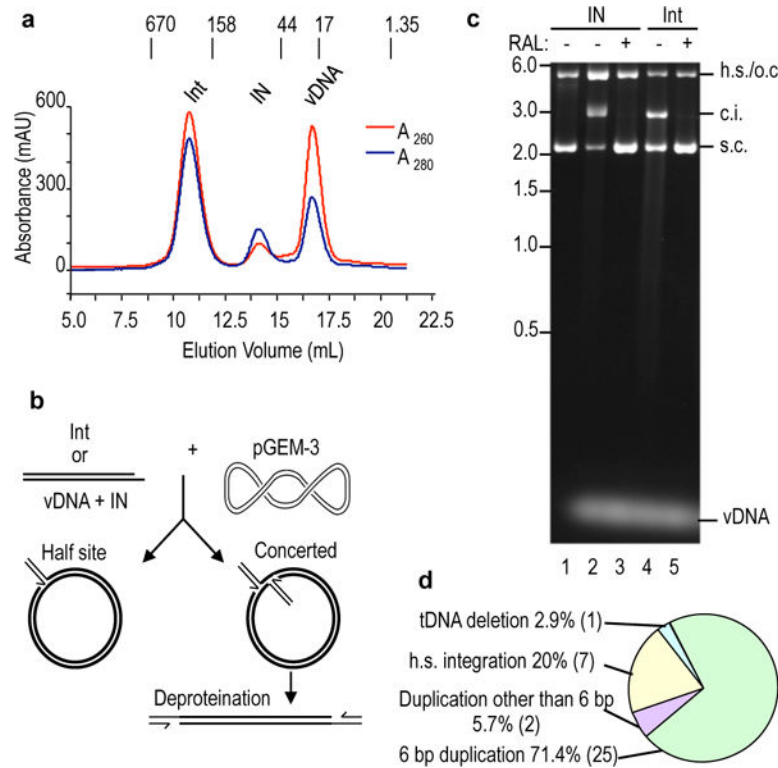 a
670 158 44 17 1.35
Int IN vDNA
600
300
0
Absorbance (mAU)
A 260
A 280
5.0 7.5 10 12.5 15 17.5 20 22.5
Elution Volume (mL)
b
Int
or
vDNA + IN
+
pGEM-3
Half site
Concerted
Deproteination
c
IN Int
RAL: - - + - +
6.0
3.0
2.0
1.5
1.0
0.5
h.s./o.c
c.i.
s.c.
vDNA
1 2 3 4 5
d
tDNA deletion 2.9% (1)
h.s. integration 20% (7)
Duplication other than 6 bp
5.7% (2)
6 bp duplication 71.4% (25)